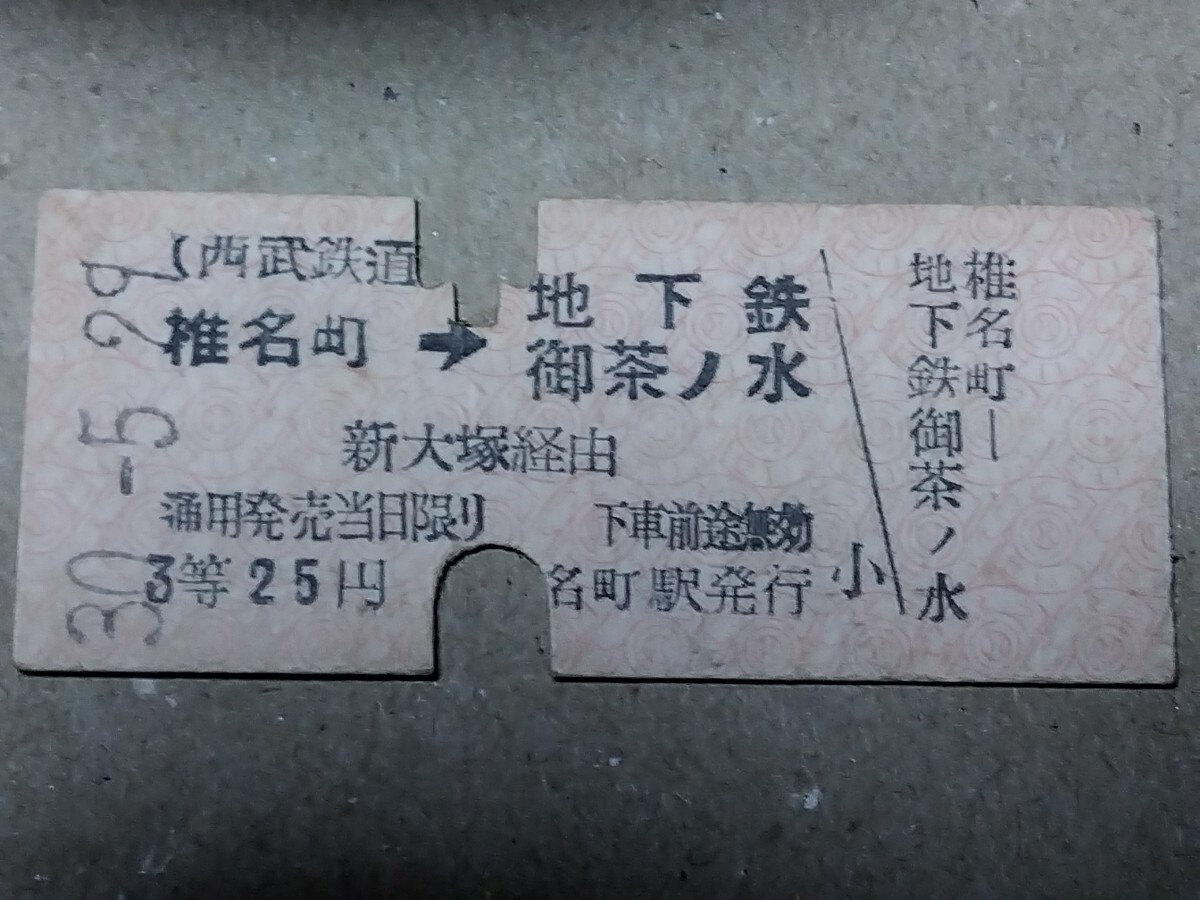 30-5 29
(西武鉄道
椎名町 → 地下鉄
御茶ノ水
新大塚経由
通用発売当日限り 下車前途無効
3等25円 名町駅発行 小
椎名町―
地下鉄御茶ノ水